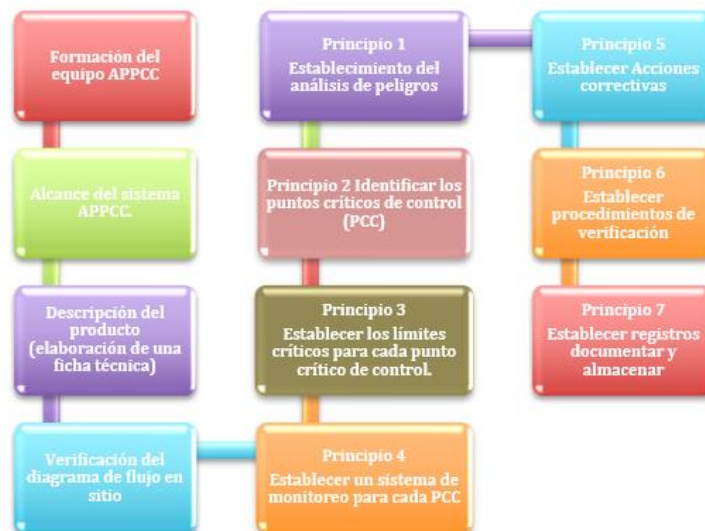 Formación del
equipo APPCC
Alcance del sistema
APPCC.
Descripción del
producto
(elaboración de una
ficha técnica)
Verificación del
diagrama de flujo en
sitio
Principio 1
Establecimiento del
análisis de peligros
Principio 2 Identificar los
puntos críticos de control
(PCC)
Principio 3
Establecer los límites
críticos para cada punto
crítico de control.
Principio 4
Establecer un sistema de
monitoreo para cada PCC
Principio 5
Establecer Acciones
correctivas
Principio 6
Establecer
procedimientos de
verificación
Principio 7
Establecer registros
documentar y
almacenar